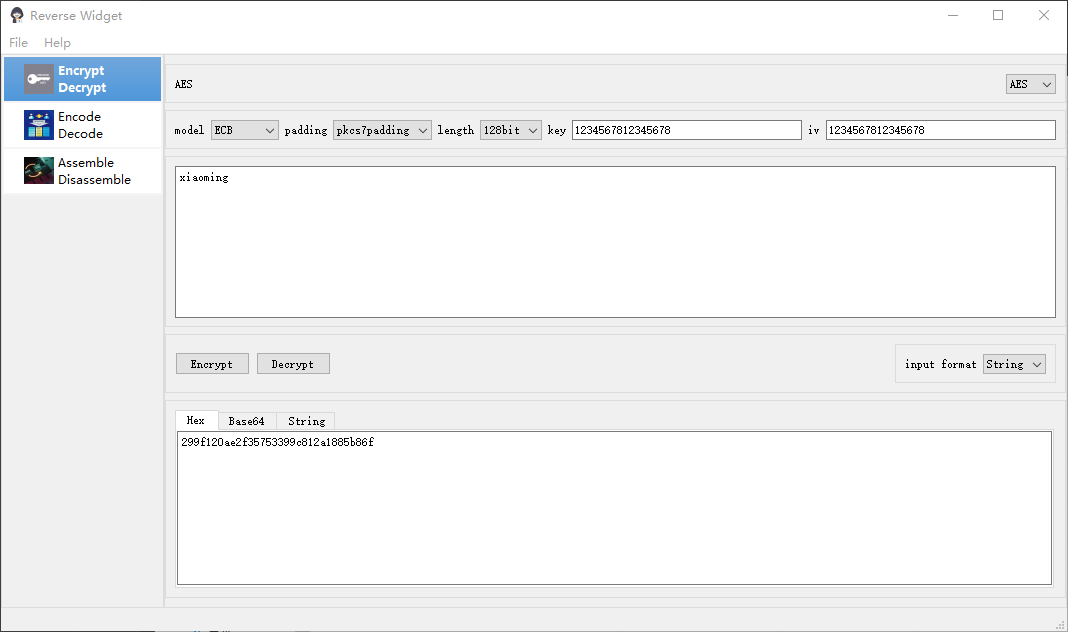 Reverse Widget
File Help
Encrypt
Decrypt
Encode
Decode
Assemble
Disassemble
AES AES
model ECB padding pkcs7padding length 128bit key 1234567812345678 iv 1234567812345678
xiaoming
Encrypt Decrypt input format String
Hex Base64 String
299f120ae2f35753399c812a1885b86f